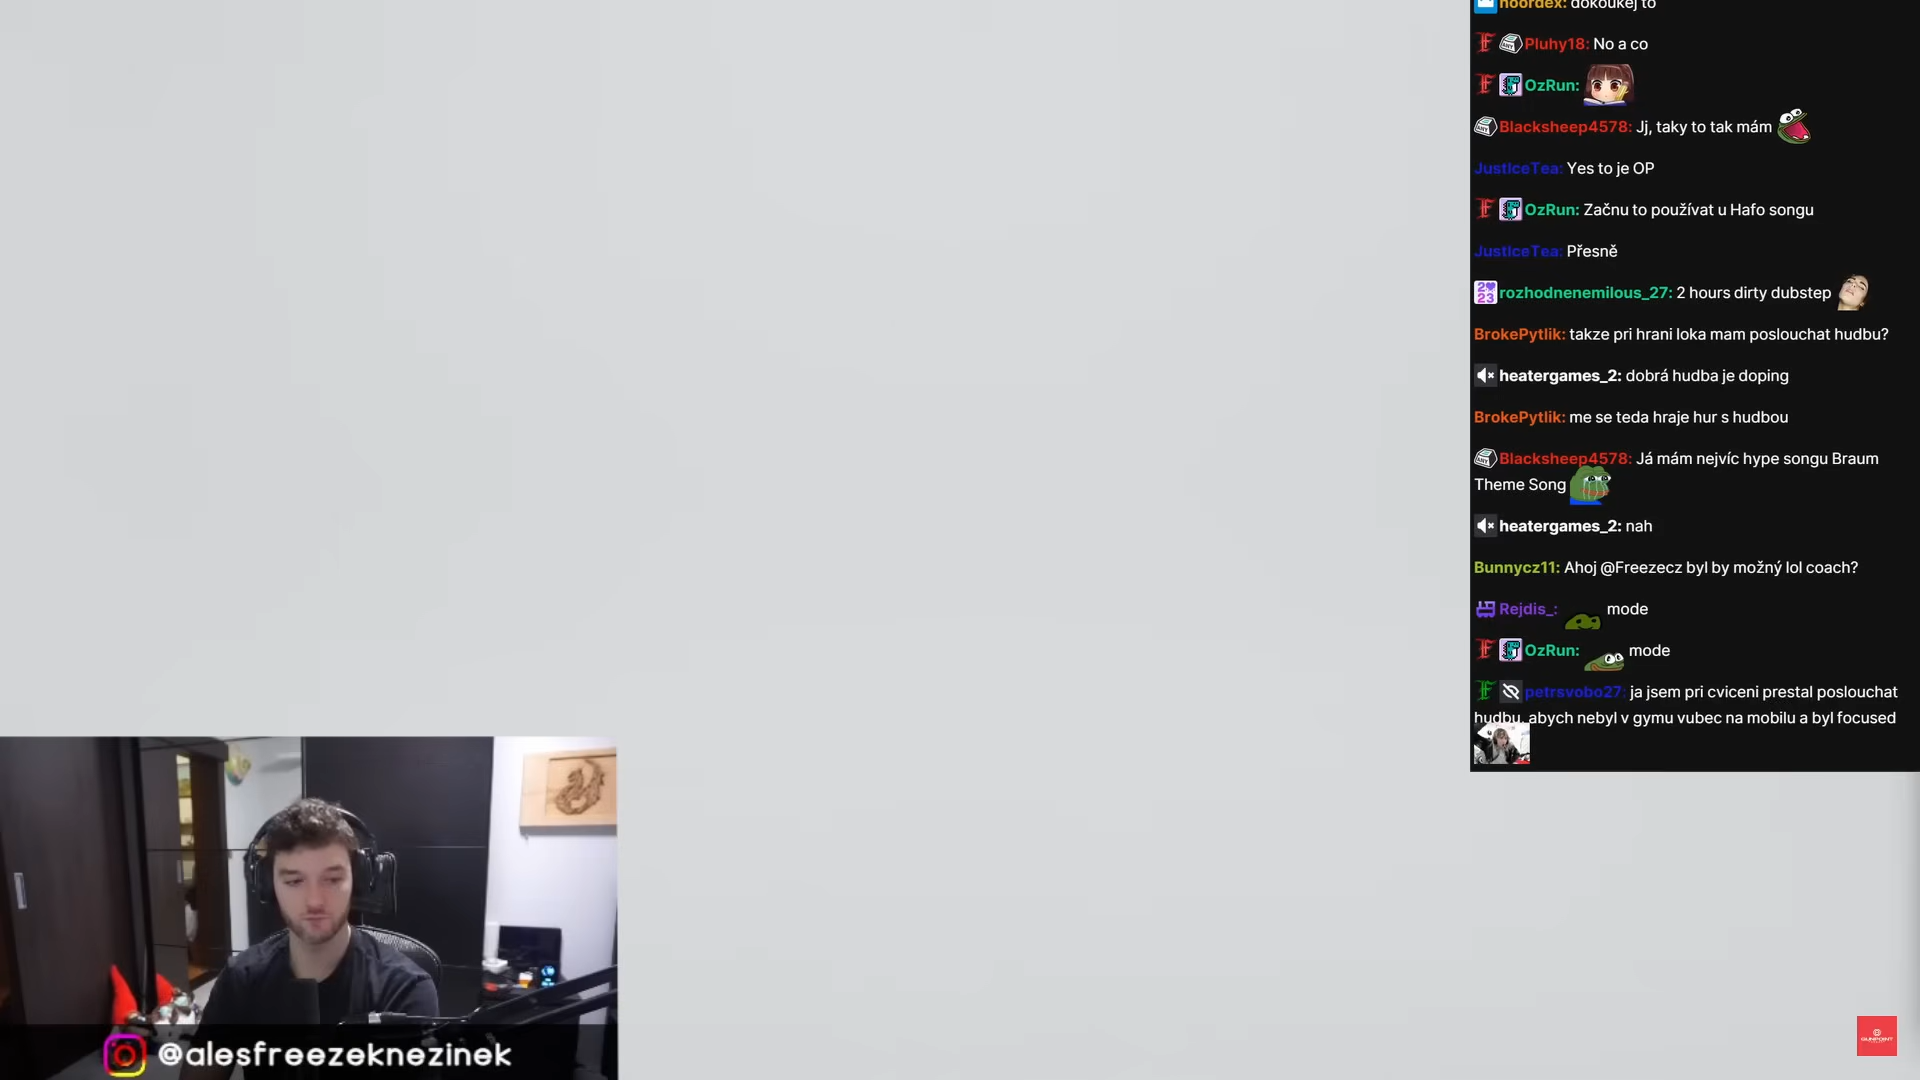 noordex: dokoukej to
Pluhy18: No a co
OzRun:
Blacksheep4578: Jj, taky to tak mám
JustIceTea: Yes to je OP
OzRun: Začnu to používat u Hafo songu
JustIceTea: Přesně
2023 rozhodnenemilous_27: 2 hours dirty dubstep
BrokePytlik: takze pri hrani loka mam poslouchat hudbu?
heatergames_2: dobrá hudba je doping
BrokePytlik: me se teda hraje hur s hudbou
Blacksheep4578: Já mám nejvíc hype songu Braum
Theme Song
heatergames_2: nah
Bunnycz11: Ahoj @Freezecz byl by možný lol coach?
Rejdis_: mode
OzRun: mode
petrsvobo27: ja jsem pri cviceni prestal poslouchat
hudbu, abych nebyl v gymu vubec na mobilu a byl focused
@alesfreezeknezinek
GUNPOINT